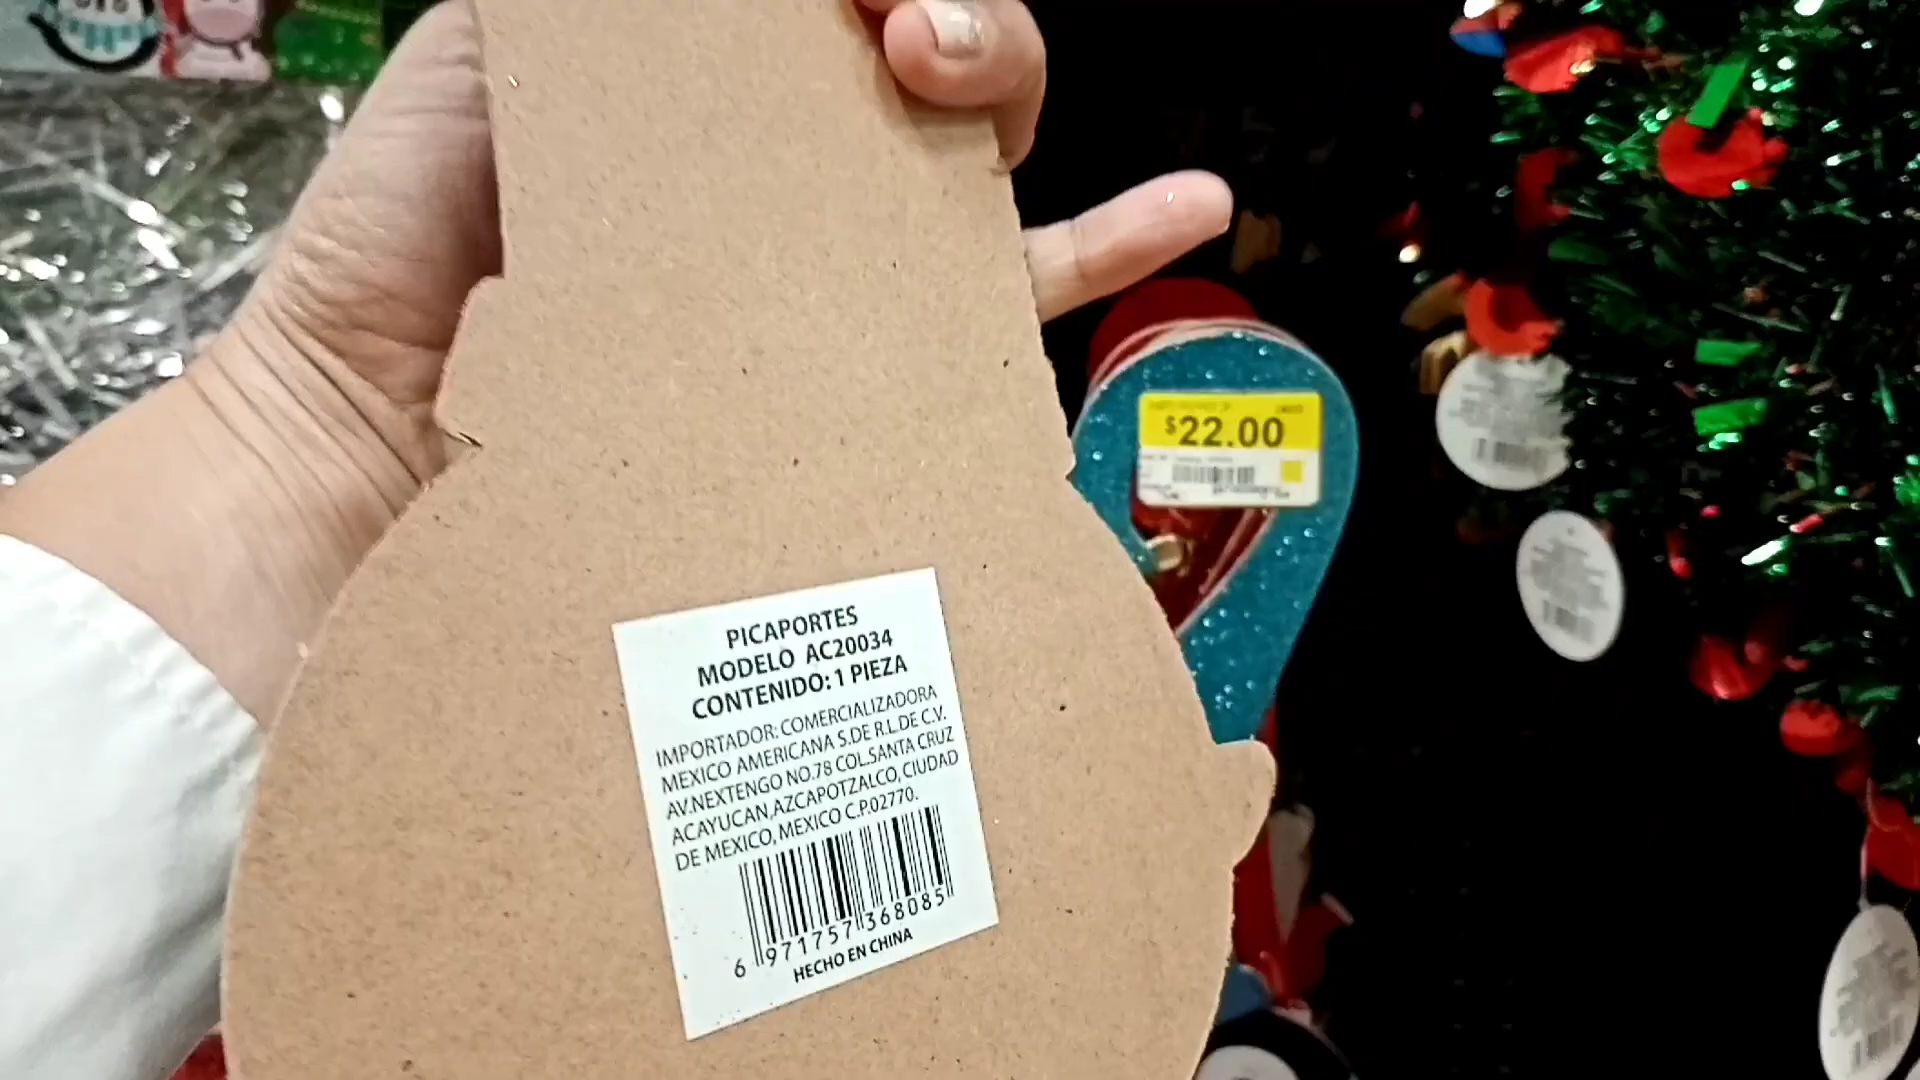 $22.00
PICAPORTES
MODELO AC20034
CONTENIDO: 1 PIEZA
IMPORTADOR: COMERCIALIZADORA
MEXICO AMERICANA S.DE R.L.DE C.V.
AV.NEXTENGO NO.78 COL.SANTA CRUZ
ACAYUCAN,AZCAPOTZALCO, CIUDAD
DE MEXICO, MEXICO C.P.02770.
6 971757 368085
HECHO EN CHINA